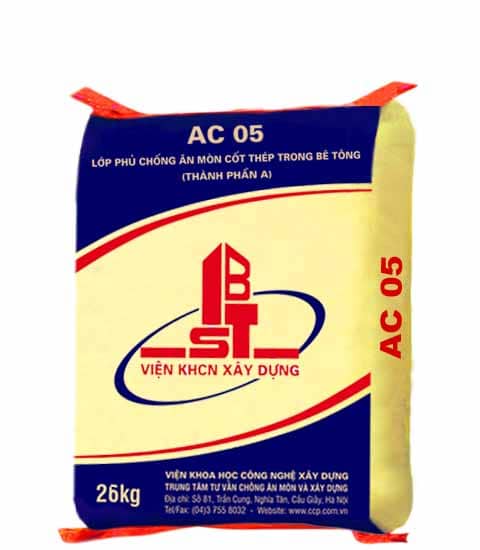 AC 05
LỚP PHỦ CHỐNG ĂN MÒN CỐT THÉP TRONG BÊ TÔNG
(THÀNH PHẦN A)
IBST
VIỆN KHCN XÂY DỰNG
AC 05
26kg
VIỆN KHOA HỌC CÔNG NGHỆ XÂY DỰNG
TRUNG TÂM TƯ VẤN CHỐNG ĂN MÒN VÀ XÂY DỰNG
Địa chỉ: Số 81, Trần Cung, Nghĩa Tân, Cầu Giấy, Hà Nội
Tel/Fax: (04)3 755 8032 - Website: www.ccp.com.vn